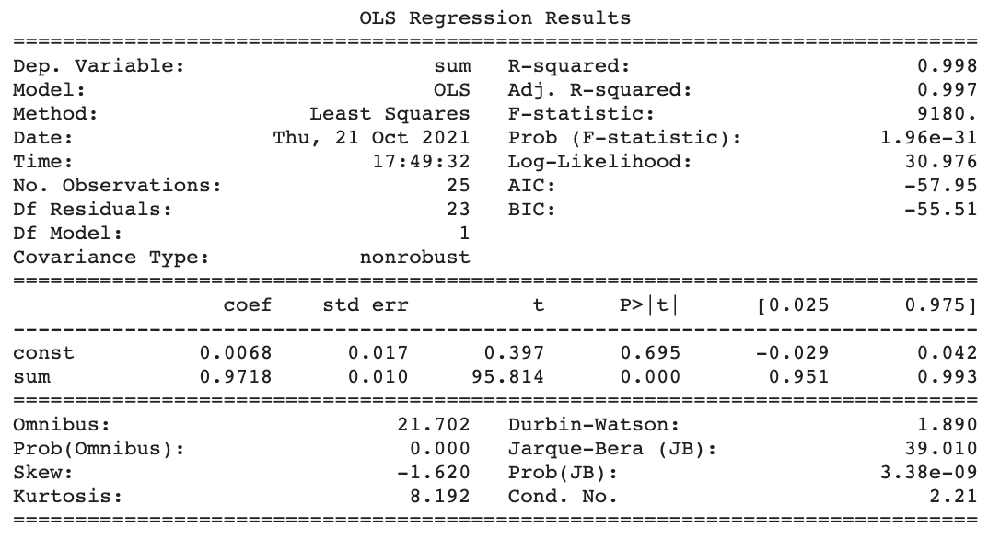 OLS Regression Results
==============================================================================
Dep. Variable:                    sum   R-squared:                       0.998
Model:                            OLS   Adj. R-squared:                  0.997
Method:                 Least Squares   F-statistic:                     9180.
Date:                Thu, 21 Oct 2021   Prob (F-statistic):           1.96e-31
Time:                        17:49:32   Log-Likelihood:                 30.976
No. Observations:                  25   AIC:                            -57.95
Df Residuals:                      23   BIC:                            -55.51
Df Model:                           1
Covariance Type:            nonrobust
==============================================================================
                 coef    std err          t      P>|t|      [0.025      0.975]
------------------------------------------------------------------------------
const          0.0068      0.017      0.397      0.695      -0.029       0.042
sum            0.9718      0.010     95.814      0.000       0.951       0.993
==============================================================================
Omnibus:                       21.702   Durbin-Watson:                   1.890
Prob(Omnibus):                  0.000   Jarque-Bera (JB):               39.010
Skew:                          -1.620   Prob(JB):                     3.38e-09
Kurtosis:                       8.192   Cond. No.                         2.21
==============================================================================